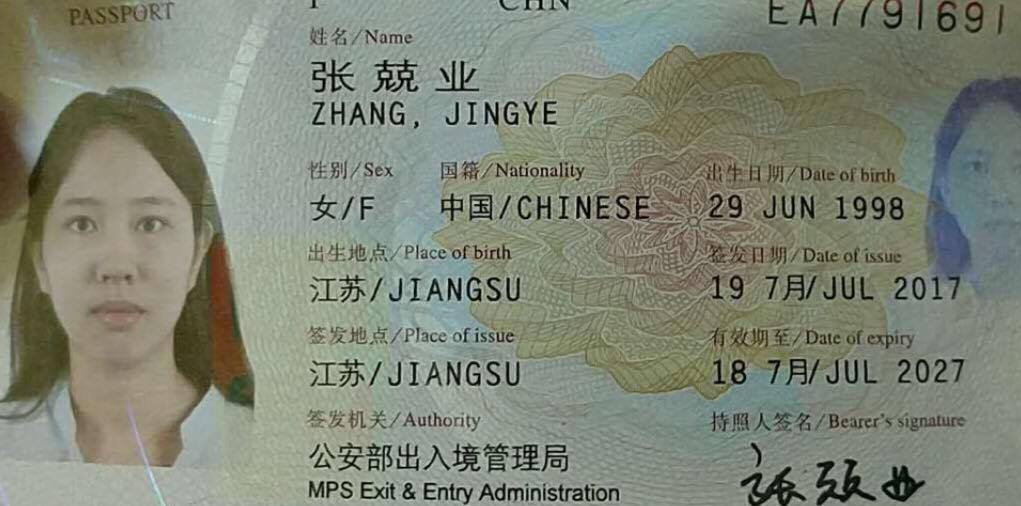 PASSPORT
CHN
姓名/Name
张兢业
ZHANG, JINGYE
性别/Sex 国籍/Nationality 出生日期/Date of birth
女/F 中国/CHINESE 29 JUN 1998
出生地点/Place of birth 签发日期/Date of issue
江苏/JIANGSU 19 7月/JUL 2017
签发地点/Place of issue 有效期至/Date of expiry
江苏/JIANGSU 18 7月/JUL 2027
签发机关/Authority 持照人签名/Bearer's signature
公安部出入境管理局
MPS Exit & Entry Administration